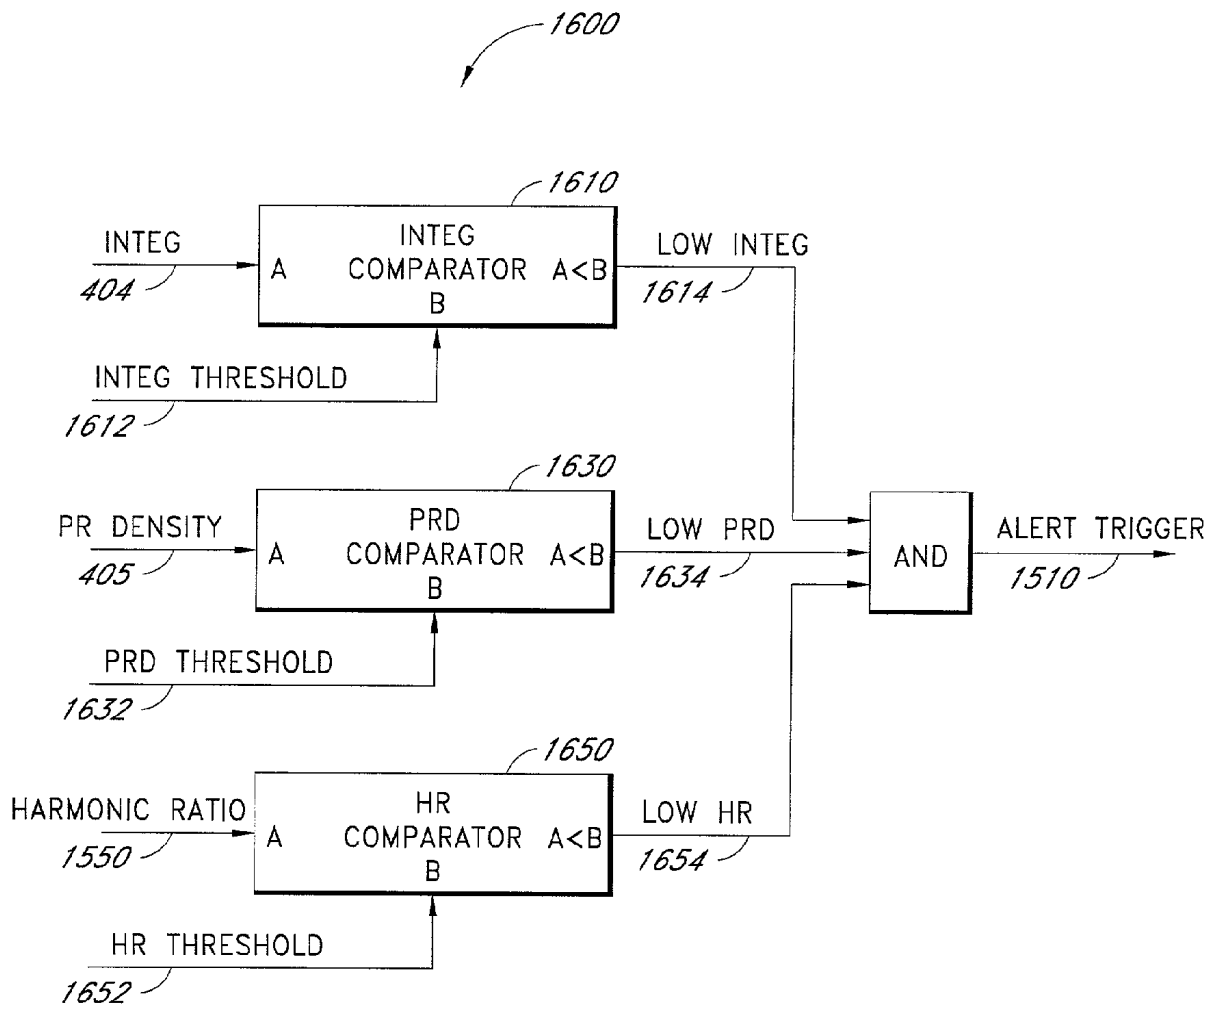 1600
1610
INTEG
404
A
INTEG
COMPARATOR
B
A<B
LOW INTEG
1614
INTEG THRESHOLD
1612
1630
PR DENSITY
405
A
PRD
COMPARATOR
B
A<B
LOW PRD
1634
AND
ALERT TRIGGER
1510
PRD THRESHOLD
1632
1650
HARMONIC RATIO
1550
A
HR
COMPARATOR
B
A<B
LOW HR
1654
HR THRESHOLD
1652